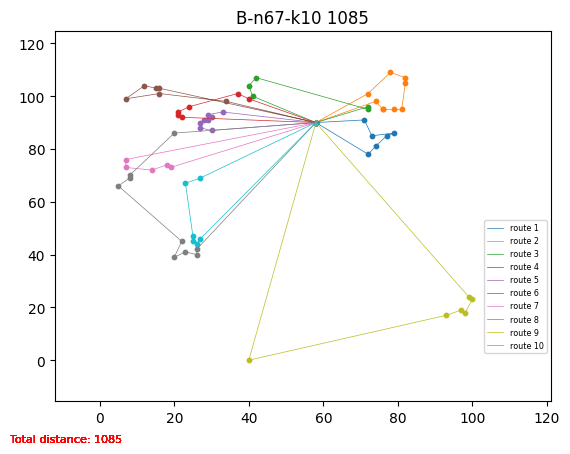 B-n67-k10 1085
120
100
80
60
40
20
0
0 20 40 60 80 100 120
route 1
route 2
route 3
route 4
route 5
route 6
route 7
route 8
route 9
route 10
Total distance: 1085